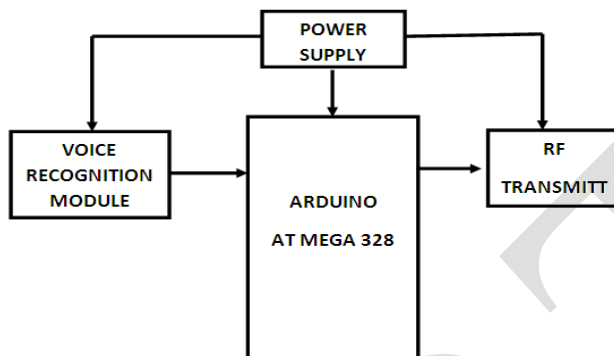 POWER
SUPPLY
VOICE
RECOGNITION
MODULE
ARDUINO
AT MEGA 328
RF
TRANSMITT